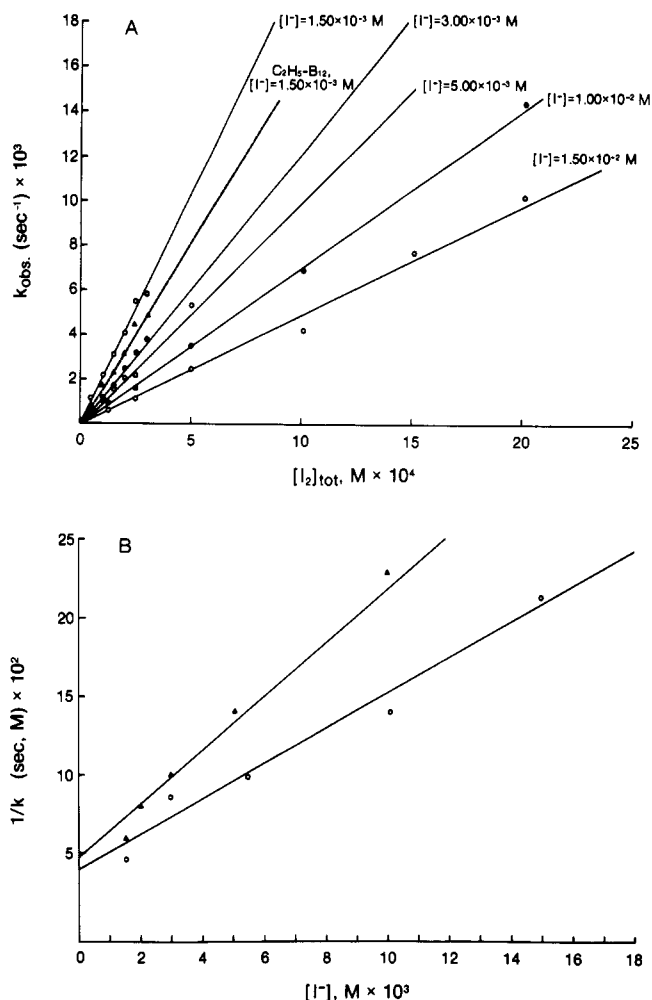 A
[I⁻]=1.50×10⁻³ M
[I⁻]=3.00×10⁻³ M
C₂H₅-B₁₂,
[I⁻]=1.50×10⁻³ M
[I⁻]=5.00×10⁻³ M
[I⁻]=1.00×10⁻² M
[I⁻]=1.50×10⁻² M
kobs. (sec⁻¹) × 10³
18
16
14
12
10
8
6
4
2
0 5 10 15 20 25
[I₂]tot, M × 10⁴
B
1/k (sec, M) × 10²
25
20
15
10
5
0 2 4 6 8 10 12 14 16 18
[I⁻], M × 10³